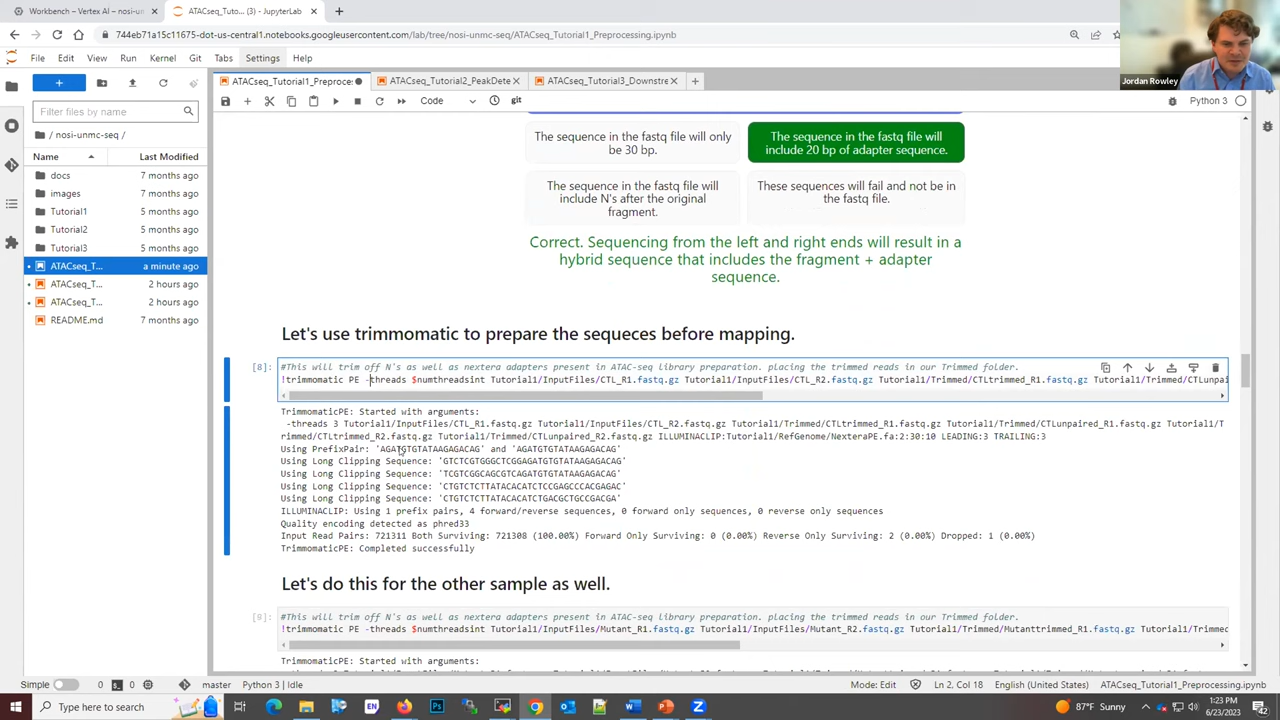 Workbench – Vertex AI – nosi-un
ATACseq_Tuto... (3) - JupyterLab
744eb71a15c11675-dot-us-central1.notebooks.googleusercontent.com/lab/tree/nosi-unmc-seq/ATACseq_Tutorial1_Preprocessing.ipynb
File Edit View Run Kernel Git Tabs Settings Help
Jordan Rowley
ATACseq_Tutorial1_Preproce
ATACseq_Tutorial2_PeakDete
ATACseq_Tutorial3_Downstre
Filter files by name
Code
git
Python 3
/ nosi-unmc-seq /
Name Last Modified
docs 7 months ago
images 7 months ago
Tutorial1 5 months ago
Tutorial2 5 months ago
Tutorial3 5 months ago
ATACseq_T... a minute ago
ATACseq_T... 2 hours ago
ATACseq_T... 2 hours ago
README.md 7 months ago
The sequence in the fastq file will only
be 30 bp.
The sequence in the fastq file will
include 20 bp of adapter sequence.
The sequence in the fastq file will
include N's after the original
fragment.
These sequences will fail and not be in
the fastq file.
Correct. Sequencing from the left and right ends will result in a
hybrid sequence that includes the fragment + adapter
sequence.
Let's use trimmomatic to prepare the sequeces before mapping.
[8]:
#This will trim off N's as well as nextera adapters present in ATAC-seq library preparation. placing the trimmed reads in our Trimmed folder.
!trimmomatic PE -threads $numthreadsint Tutorial1/InputFiles/CTL_R1.fastq.gz Tutorial1/InputFiles/CTL_R2.fastq.gz Tutorial1/Trimmed/CTLtrimmed_R1.fastq.gz Tutorial1/Trimmed/CTLunpai
TrimmomaticPE: Started with arguments:
-threads 3 Tutorial1/InputFiles/CTL_R1.fastq.gz Tutorial1/InputFiles/CTL_R2.fastq.gz Tutorial1/Trimmed/CTLtrimmed_R1.fastq.gz Tutorial1/Trimmed/CTLunpaired_R1.fastq.gz Tutorial1/T
rimmed/CTLtrimmed_R2.fastq.gz Tutorial1/Trimmed/CTLunpaired_R2.fastq.gz ILLUMINACLIP:Tutorial1/RefGenome/NexteraPE.fa:2:30:10 LEADING:3 TRAILING:3
Using PrefixPair: 'AGATGTGTATAAGAGACAG' and 'AGATGTGTATAAGAGACAG'
Using Long Clipping Sequence: 'GTCTCGTGGGCTCGGAGATGTGTATAAGAGACAG'
Using Long Clipping Sequence: 'TCGTCGGCAGCGTCAGATGTGTATAAGAGACAG'
Using Long Clipping Sequence: 'CTGTCTCTTATACACATCTCCGAGCCCACGAGAC'
Using Long Clipping Sequence: 'CTGTCTCTTATACACATCTGACGCTGCCGACGA'
ILLUMINACLIP: Using 1 prefix pairs, 4 forward/reverse sequences, 0 forward only sequences, 0 reverse only sequences
Quality encoding detected as phred33
Input Read Pairs: 721311 Both Surviving: 721308 (100.00%) Forward Only Surviving: 0 (0.00%) Reverse Only Surviving: 2 (0.00%) Dropped: 1 (0.00%)
TrimmomaticPE: Completed successfully
Let's do this for the other sample as well.
[9]:
#This will trim off N's as well as nextera adapters present in ATAC-seq library preparation. placing the trimmed reads in our Trimmed folder.
!trimmomatic PE -threads $numthreadsint Tutorial1/InputFiles/Mutant_R1.fastq.gz Tutorial1/InputFiles/Mutant_R2.fastq.gz Tutorial1/Trimmed/Mutanttrimmed_R1.fastq.gz Tutorial1/Trimmed
TrimmomaticPE: Started with arguments:
Simple 0 0 master Python 3 | Idle
Mode: Edit Ln 2, Col 18 English (United States) ATACseq_Tutorial1_Preprocessing.ipynb
Type here to search
87°F Sunny
1:23 PM
6/23/2023
42